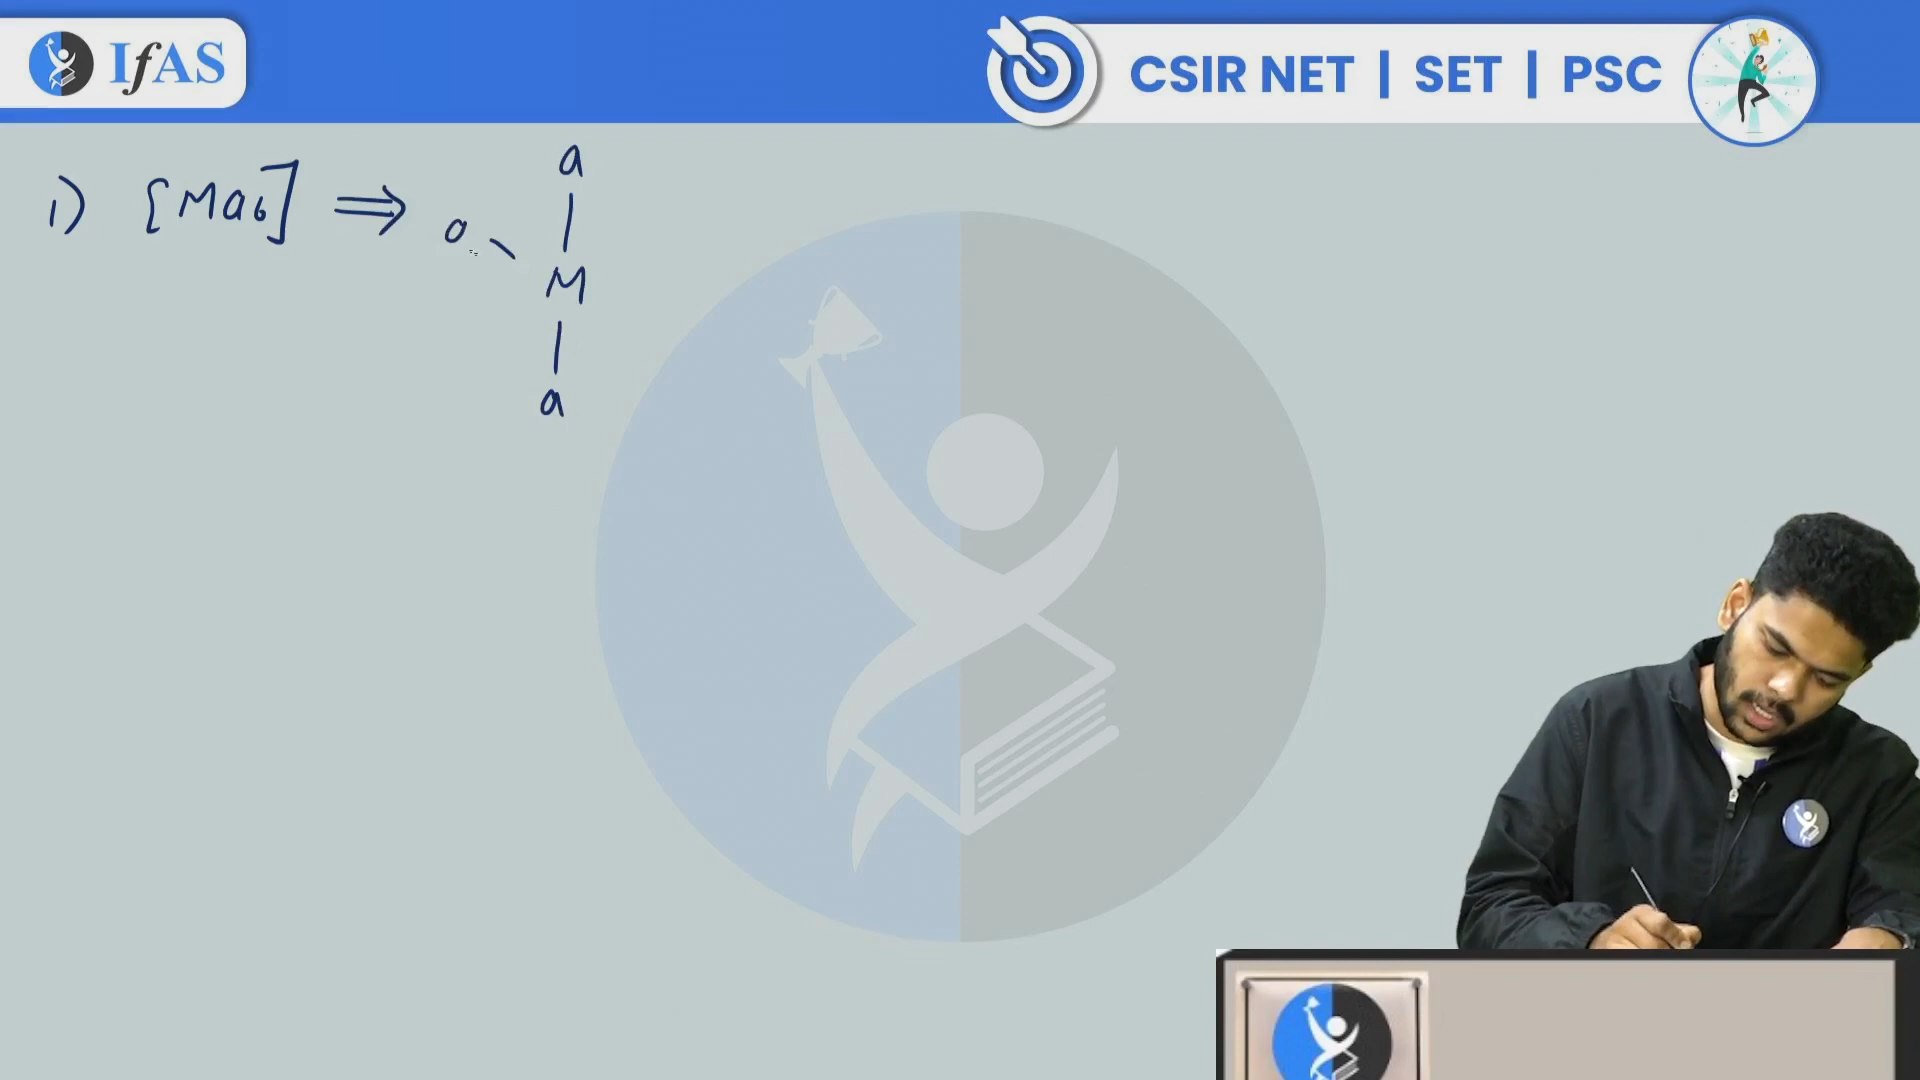 IfAS
CSIR NET | SET | PSC
1) [Ma6] ⇒
a
a
M
a